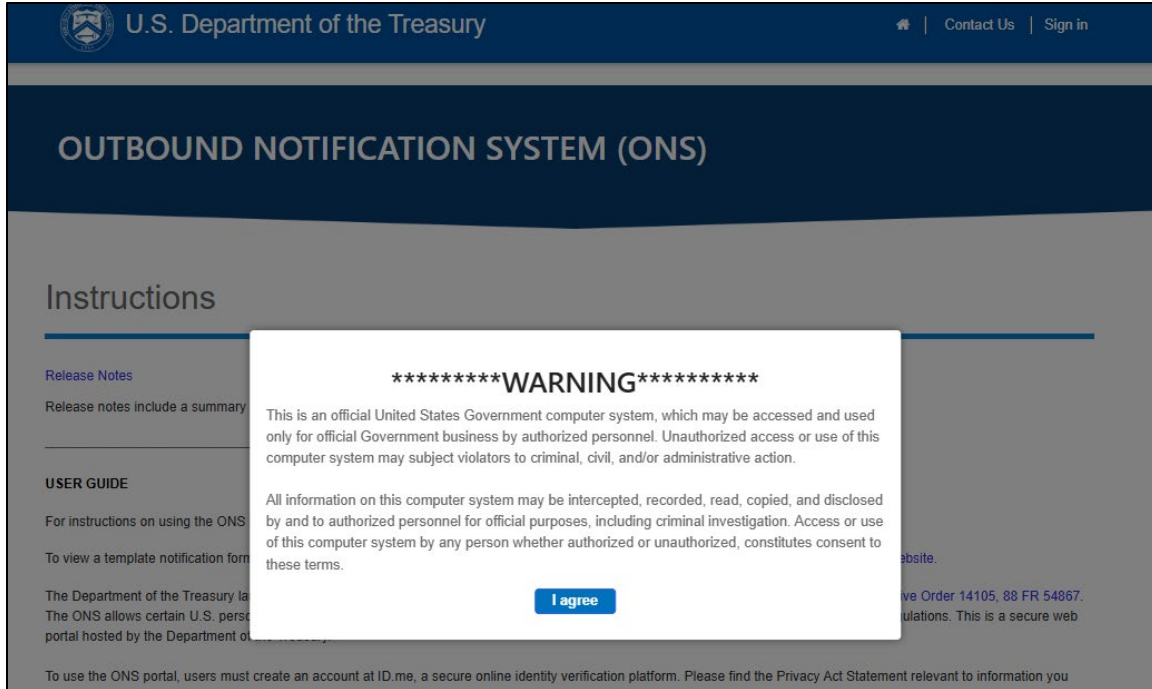 U.S. Department of the Treasury
Contact Us | Sign in
OUTBOUND NOTIFICATION SYSTEM (ONS)
Instructions
Release Notes
Release notes include a summary
*********WARNING**********
This is an official United States Government computer system, which may be accessed and used
only for official Government business by authorized personnel. Unauthorized access or use of this
computer system may subject violators to criminal, civil, and/or administrative action.
All information on this computer system may be intercepted, recorded, read, copied, and disclosed
by and to authorized personnel for official purposes, including criminal investigation. Access or use
of this computer system by any person whether authorized or unauthorized, constitutes consent to
these terms.
I agree
USER GUIDE
For instructions on using the ONS
To view a template notification form ebsite.
The Department of the Treasury la ive Order 14105, 88 FR 54867.
The ONS allows certain U.S. perso ulations. This is a secure web
portal hosted by the Department of
To use the ONS portal, users must create an account at ID.me, a secure online identity verification platform. Please find the Privacy Act Statement relevant to information you